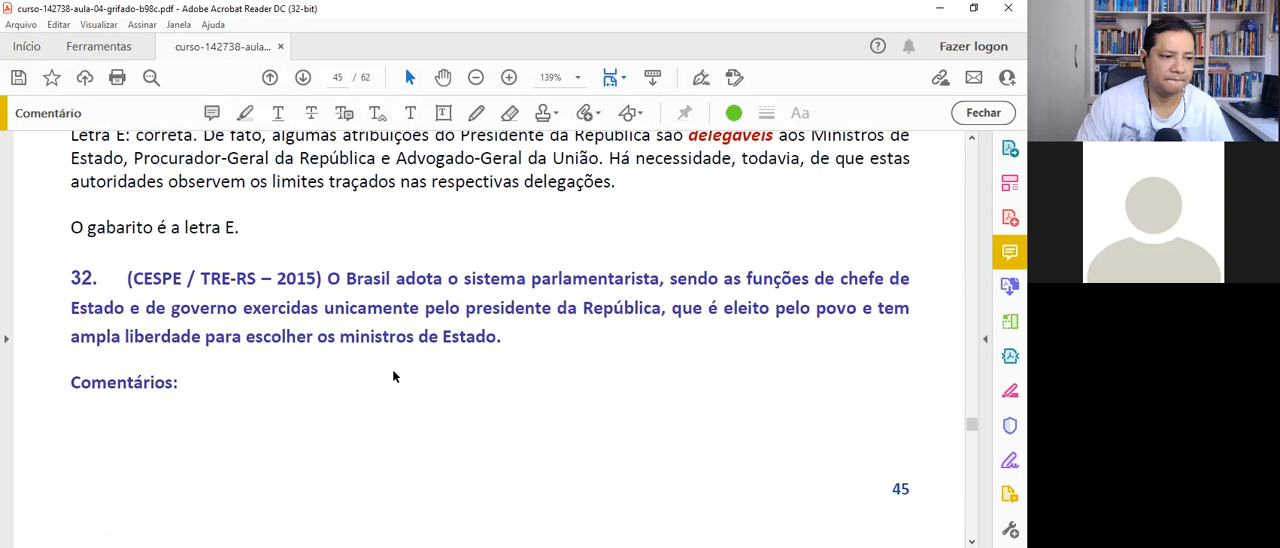 curso-142738-aula-04-grifado-b98c.pdf - Adobe Acrobat Reader DC (32-bit)
Arquivo Editar Visualizar Assinar Janela Ajuda
Início Ferramentas curso-142738-aula... × Fazer logon
45 / 62 139%
Comentário Aa Fechar
Letra E: correta. De fato, algumas atribuições do Presidente da República são delegáveis aos Ministros de
Estado, Procurador-Geral da República e Advogado-Geral da União. Há necessidade, todavia, de que estas
autoridades observem os limites traçados nas respectivas delegações.
O gabarito é a letra E.
32. (CESPE / TRE-RS – 2015) O Brasil adota o sistema parlamentarista, sendo as funções de chefe de
Estado e de governo exercidas unicamente pelo presidente da República, que é eleito pelo povo e tem
ampla liberdade para escolher os ministros de Estado.
Comentários:
45